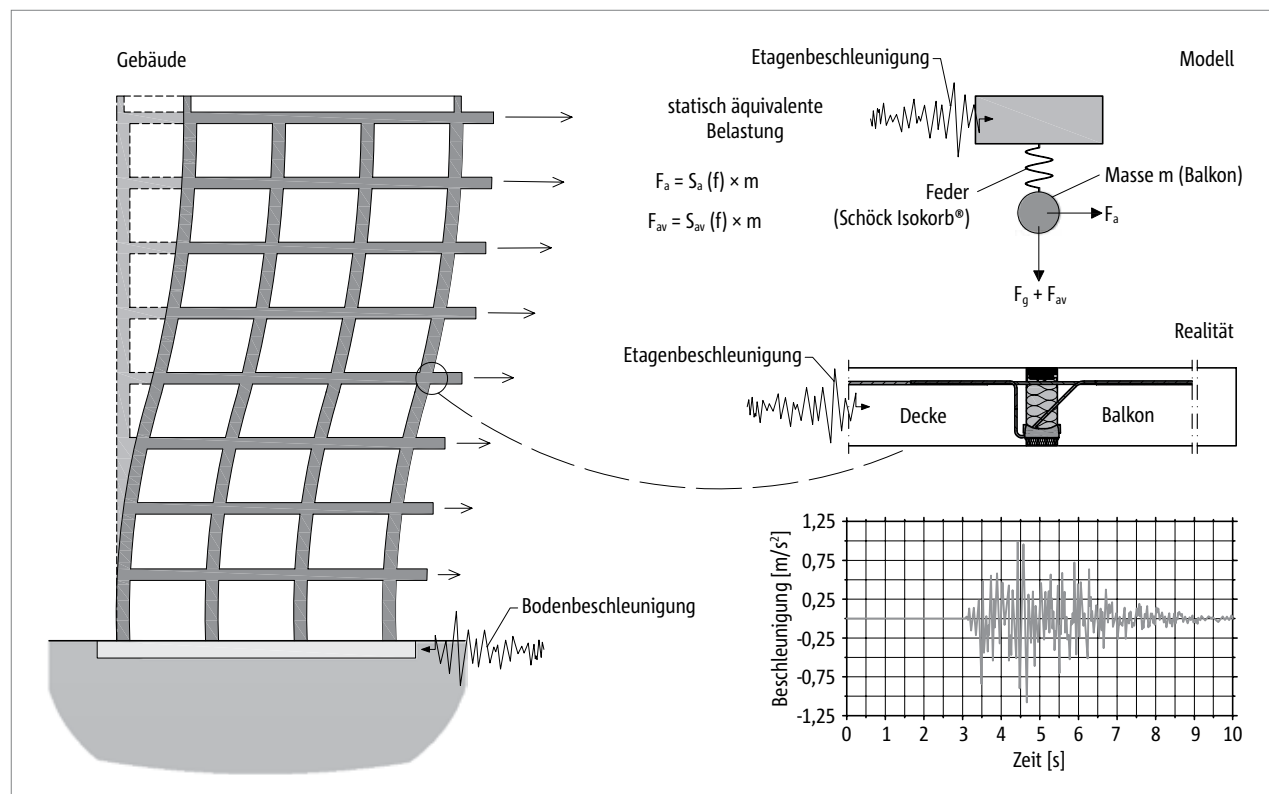 Gebäude
Etagenbeschleunigung
Modell
statisch äquivalente
Belastung
Fa = Sa (f) × m
Fav = Sav (f) × m
Feder
(Schöck Isokorb®)
Masse m (Balkon)
Fa
Fg + Fav
Realität
Etagenbeschleunigung
Decke
Balkon
Bodenbeschleunigung
Beschleunigung [m/s²]
1,25
0,75
0,25
-0,25
-0,75
-1,25
0 1 2 3 4 5 6 7 8 9 10
Zeit [s]